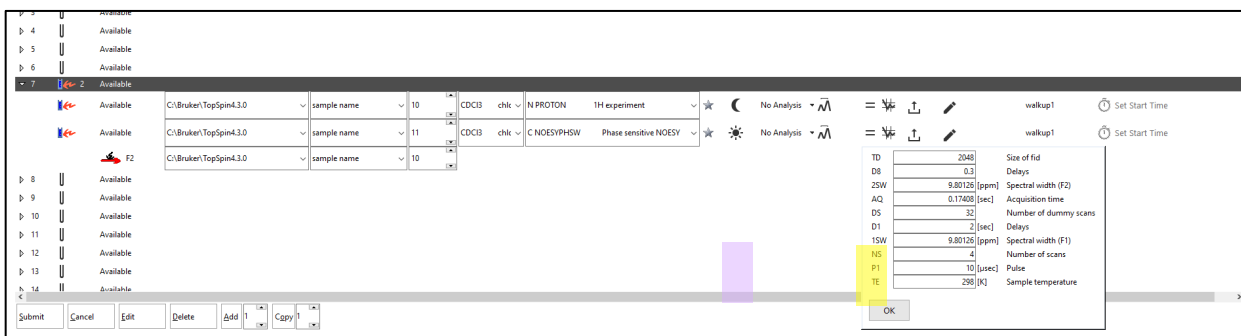 4 Available
5 Available
6 Available
7 2 Available
Available C:\Bruker\TopSpin4.3.0 sample name 10 CDCl3 chlc N PROTON 1H experiment No Analysis = walkup1 Set Start Time
Available C:\Bruker\TopSpin4.3.0 sample name 11 CDCl3 chlc C NOESYPHSW Phase sensitive NOESY No Analysis = walkup1 Set Start Time
F2 C:\Bruker\TopSpin4.3.0 sample name 10
TD 2048 Size of fid
D8 0.3 Delays
2SW 9.80126 [ppm] Spectral width (F2)
AQ 0.17408 [sec] Acquisition time
DS 32 Number of dummy scans
D1 2 [sec] Delays
1SW 9.80126 [ppm] Spectral width (F1)
NS 4 Number of scans
P1 10 [µsec] Pulse
TE 298 [K] Sample temperature
OK
8 Available
9 Available
10 Available
11 Available
12 Available
13 Available
14 Available
Submit Cancel Edit Delete Add 1 Copy 1